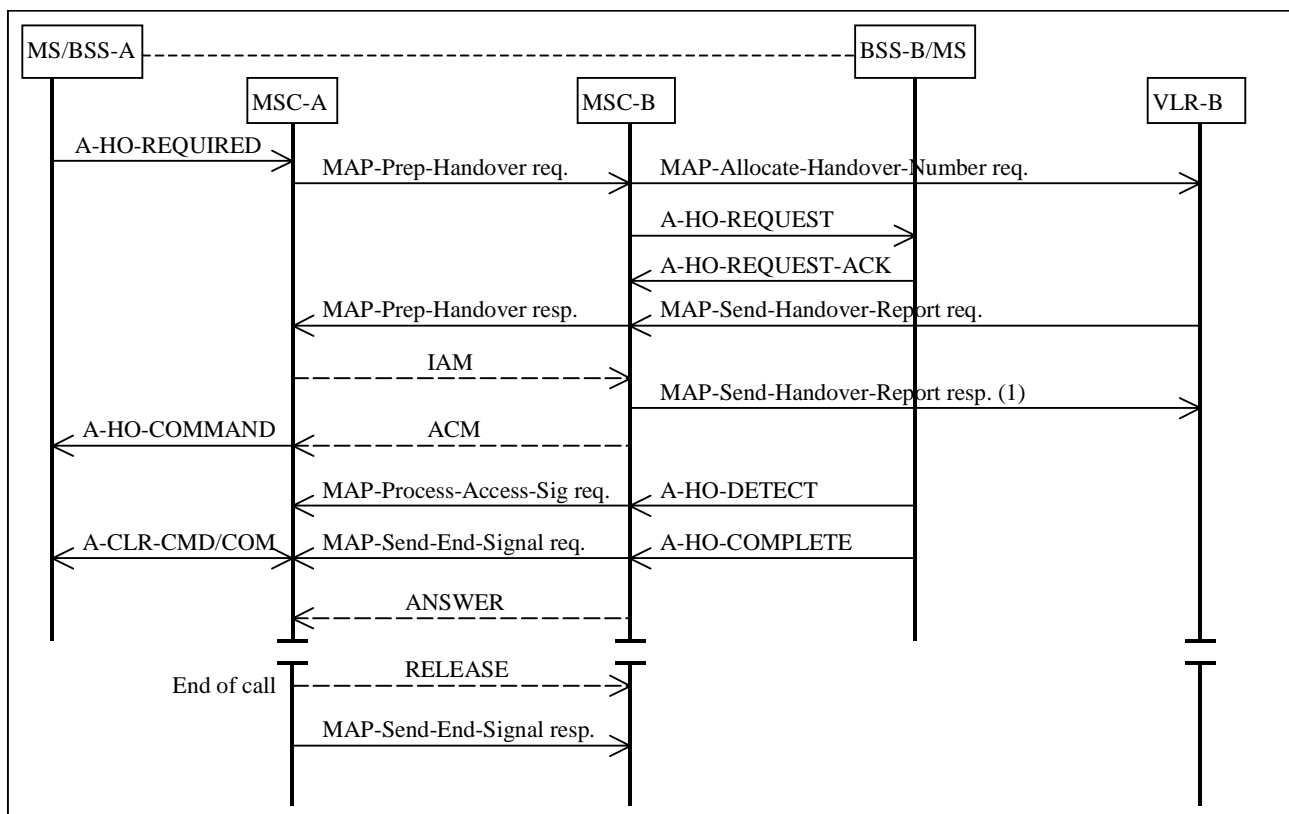 MS/BSS-A
BSS-B/MS
MSC-A
MSC-B
VLR-B
A-HO-REQUIRED
MAP-Prep-Handover req.
MAP-Allocate-Handover-Number req.
A-HO-REQUEST
A-HO-REQUEST-ACK
MAP-Prep-Handover resp.
MAP-Send-Handover-Report req.
IAM
MAP-Send-Handover-Report resp. (1)
A-HO-COMMAND
ACM
MAP-Process-Access-Sig req.
A-HO-DETECT
A-CLR-CMD/COM
MAP-Send-End-Signal req.
A-HO-COMPLETE
ANSWER
RELEASE
End of call
MAP-Send-End-Signal resp.